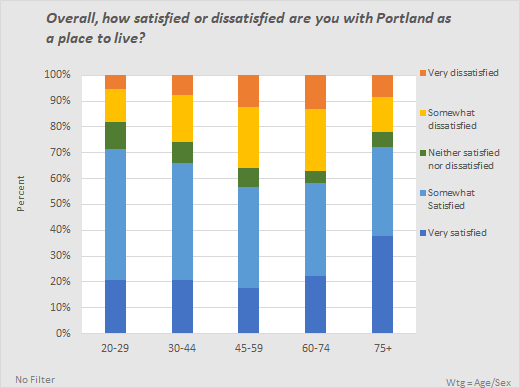 Overall, how satisfied or dissatisfied are you with Portland as
a place to live?
100%
90%
80%
70%
60%
50%
40%
30%
20%
10%
0%
Percent
20-29
30-44
45-59
60-74
75+
Very dissatisfied
Somewhat
dissatisfied
Neither satisfied
nor dissatisfied
Somewhat
Satisfied
Very satisfied
No Filter
Wtg = Age/Sex